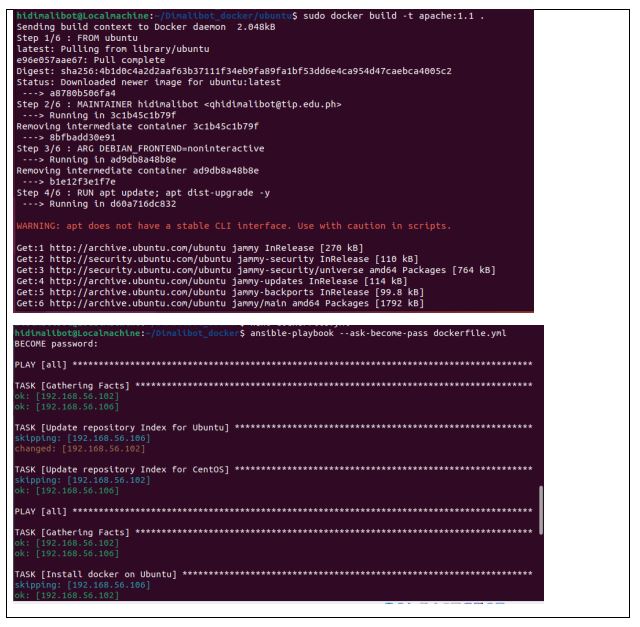 hidimalibot@Localmachine:~/Dimalibot_docker/ubuntu$ sudo docker build -t apache:1.1 .
Sending build context to Docker daemon  2.048kB
Step 1/6 : FROM ubuntu
latest: Pulling from library/ubuntu
e96e057aae67: Pull complete
Digest: sha256:4b1d0c4a2d2aaf63b37111f34eb9fa89fa1bf53dd6e4ca954d47caebca4005c2
Status: Downloaded newer image for ubuntu:latest
 ---> a8780b506fa4
Step 2/6 : MAINTAINER hidimalibot <qhidimalibot@tip.edu.ph>
 ---> Running in 3c1b45c1b79f
Removing intermediate container 3c1b45c1b79f
 ---> 8bfbadd30e91
Step 3/6 : ARG DEBIAN_FRONTEND=noninteractive
 ---> Running in ad9db8a48b8e
Removing intermediate container ad9db8a48b8e
 ---> b1e12f3e1f7e
Step 4/6 : RUN apt update; apt dist-upgrade -y
 ---> Running in d60a716dc832
WARNING: apt does not have a stable CLI interface. Use with caution in scripts.
Get:1 http://archive.ubuntu.com/ubuntu jammy InRelease [270 kB]
Get:2 http://security.ubuntu.com/ubuntu jammy-security InRelease [110 kB]
Get:3 http://security.ubuntu.com/ubuntu jammy-security/universe amd64 Packages [764 kB]
Get:4 http://archive.ubuntu.com/ubuntu jammy-updates InRelease [114 kB]
Get:5 http://archive.ubuntu.com/ubuntu jammy-backports InRelease [99.8 kB]
Get:6 http://archive.ubuntu.com/ubuntu jammy/main amd64 Packages [1792 kB]
hidimalibot@Localmachine:~/Dimalibot_docker$ ansible-playbook --ask-become-pass dockerfile.yml
BECOME password:
PLAY [all] ****************************************************************************************
TASK [Gathering Facts] ****************************************************************************
ok: [192.168.56.102]
ok: [192.168.56.106]
TASK [Update repository Index for Ubuntu] *********************************************************
skipping: [192.168.56.106]
changed: [192.168.56.102]
TASK [Update repository Index for CentOS] *********************************************************
skipping: [192.168.56.102]
ok: [192.168.56.106]
PLAY [all] ****************************************************************************************
TASK [Gathering Facts] ****************************************************************************
ok: [192.168.56.102]
ok: [192.168.56.106]
TASK [Install docker on Ubuntu] *******************************************************************
skipping: [192.168.56.106]
ok: [192.168.56.102]